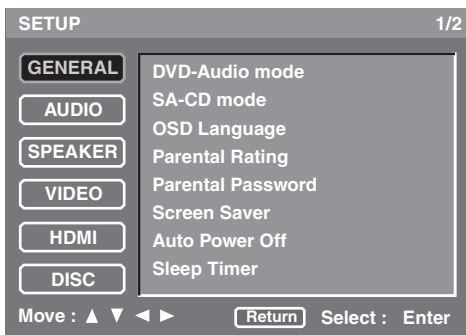 SETUP 1/2
GENERAL
AUDIO
SPEAKER
VIDEO
HDMI
DISC
DVD-Audio mode
SA-CD mode
OSD Language
Parental Rating
Parental Password
Screen Saver
Auto Power Off
Sleep Timer
Move : ▲ ▼ ◄ ► Return Select : Enter